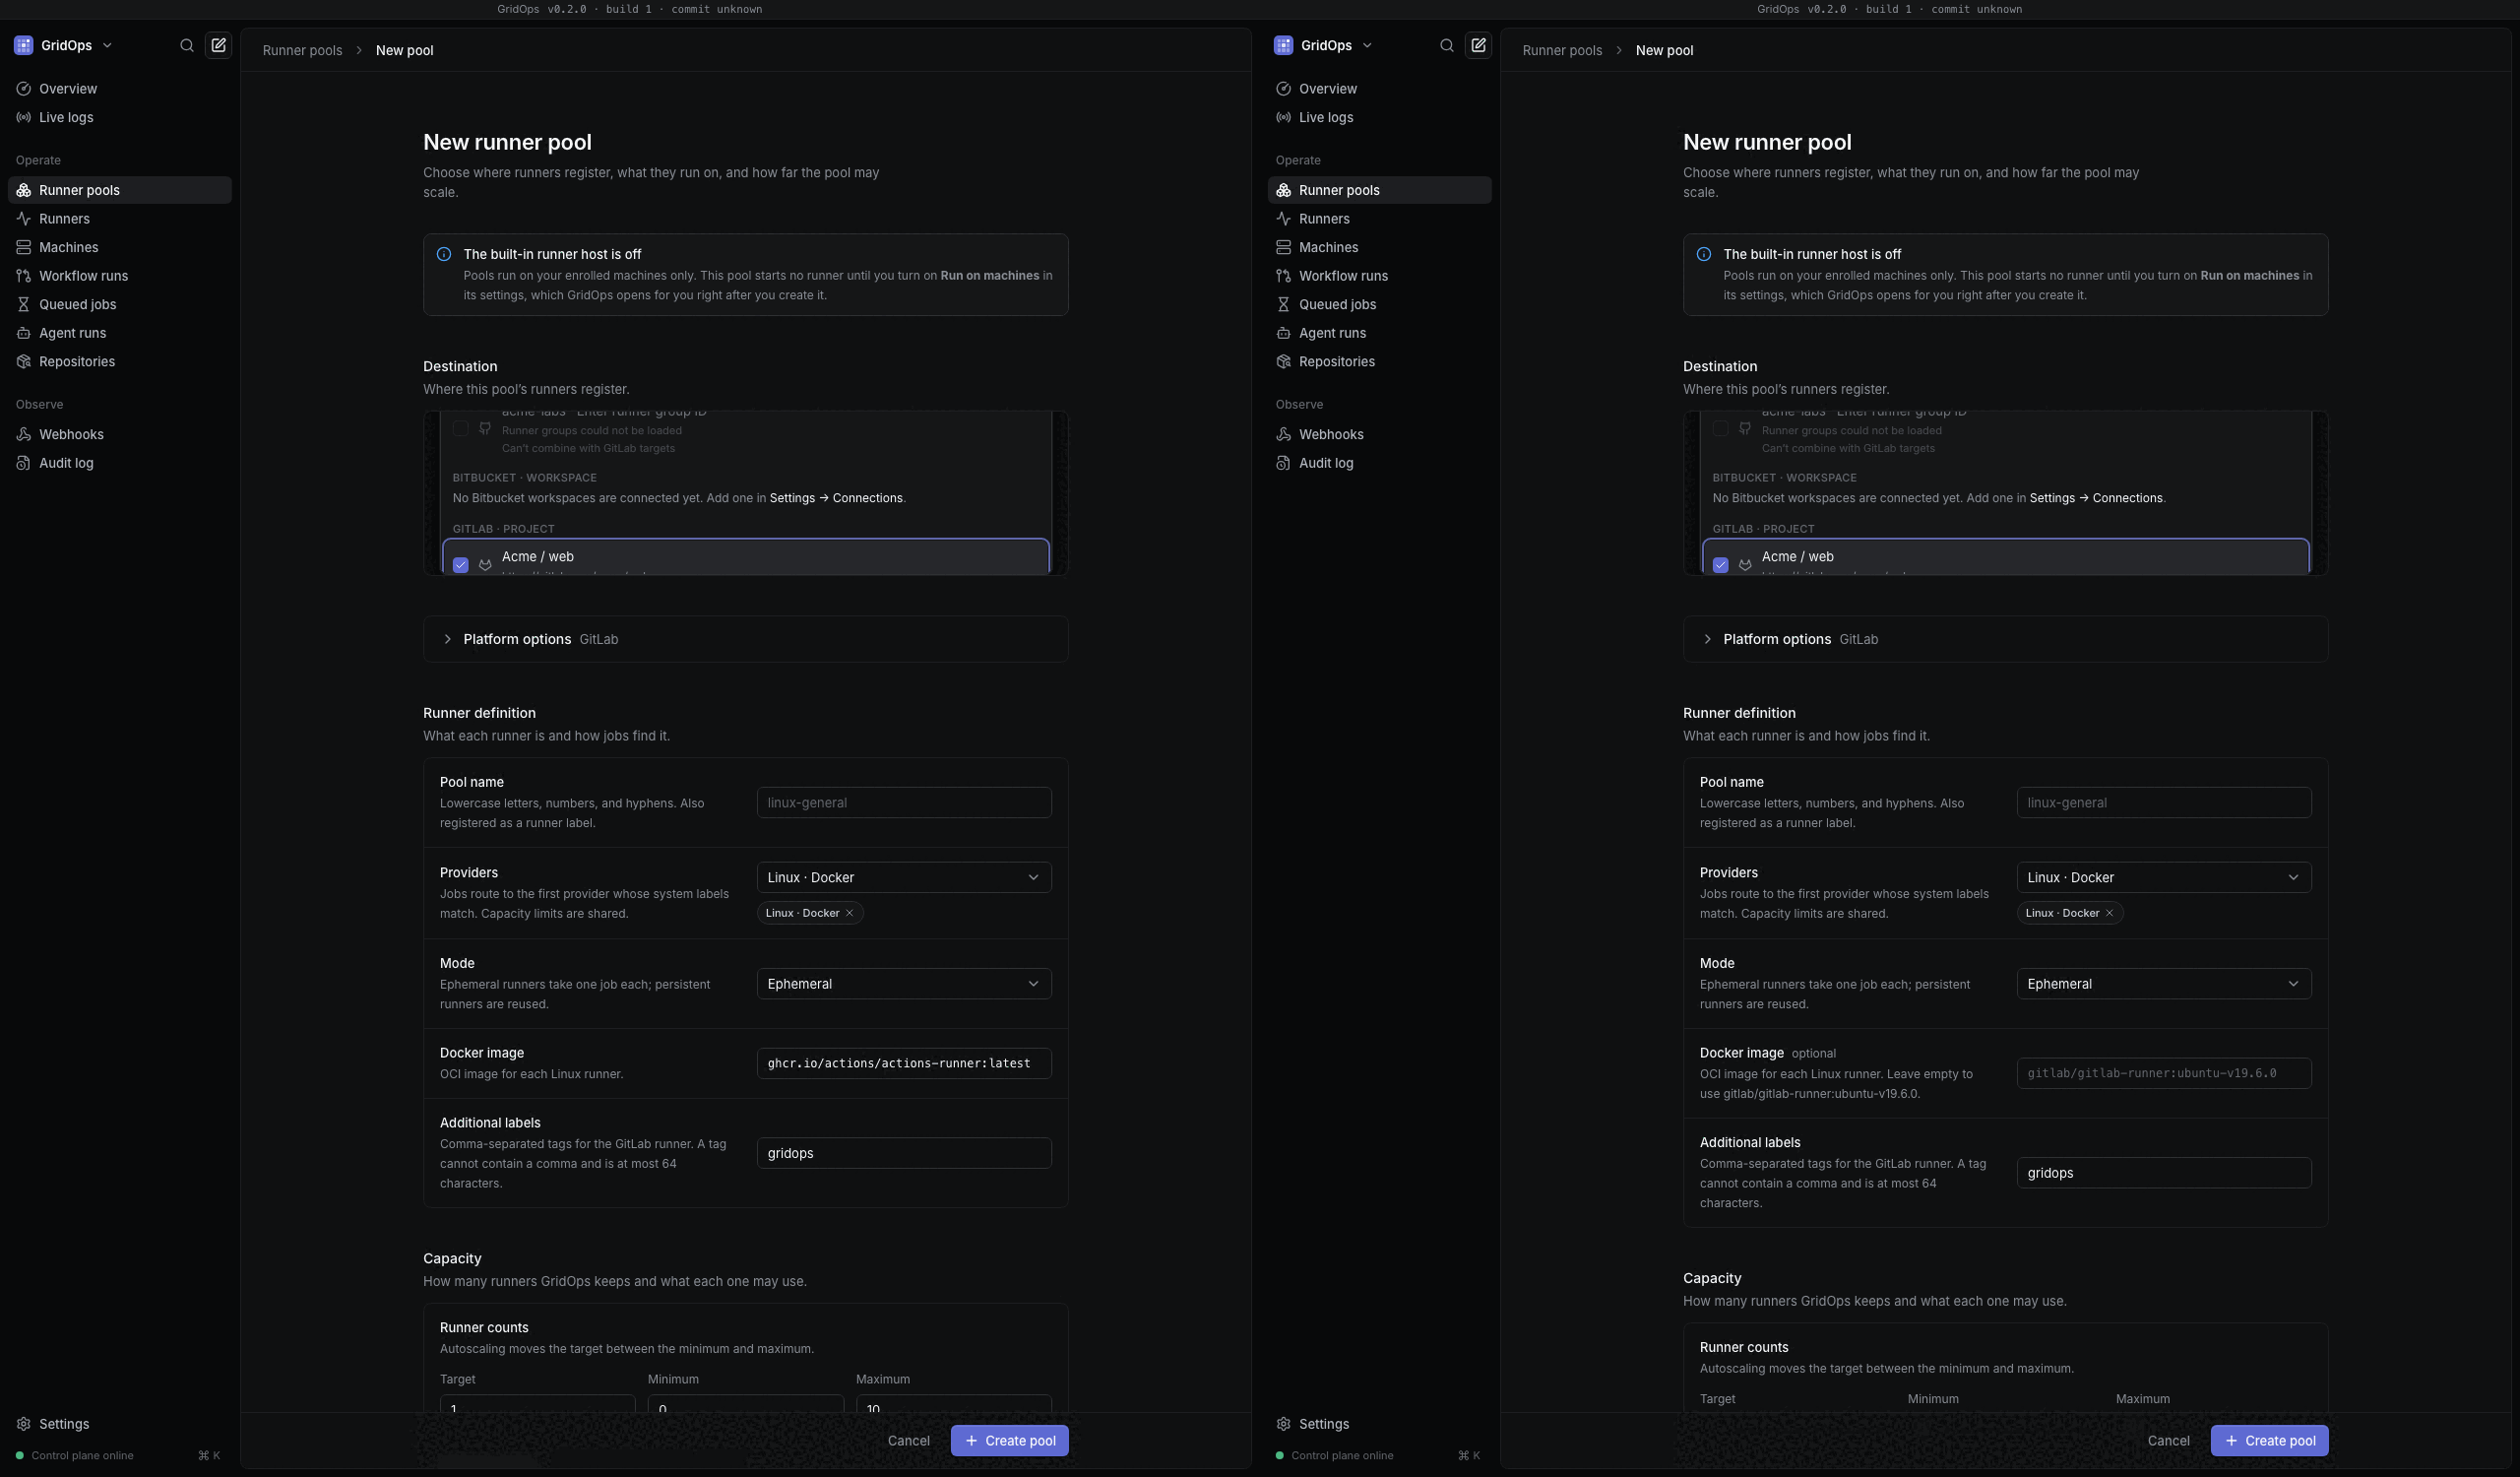 GridOps v0.2.0 · build 1 · commit unknown
GridOps
Overview
Live logs
Operate
Runner pools
Runners
Machines
Workflow runs
Queued jobs
Agent runs
Repositories
Observe
Webhooks
Audit log
Settings
Control plane online ⌘ K
Runner pools > New pool
New runner pool
Choose where runners register, what they run on, and how far the pool may
scale.
The built-in runner host is off
Pools run on your enrolled machines only. This pool starts no runner until you turn on Run on machines in
its settings, which GridOps opens for you right after you create it.
Destination
Where this pool’s runners register.
acme-labs · Enter runner group ID
Runner groups could not be loaded
Can't combine with GitLab targets
BITBUCKET · WORKSPACE
No Bitbucket workspaces are connected yet. Add one in Settings → Connections.
GITLAB · PROJECT
Acme / web
Platform options GitLab
Runner definition
What each runner is and how jobs find it.
Pool name
Lowercase letters, numbers, and hyphens. Also
registered as a runner label.
linux-general
Providers
Jobs route to the first provider whose system labels
match. Capacity limits are shared.
Linux · Docker
Linux · Docker ×
Mode
Ephemeral runners take one job each; persistent
runners are reused.
Ephemeral
Docker image
OCI image for each Linux runner.
ghcr.io/actions/actions-runner:latest
Additional labels
Comma-separated tags for the GitLab runner. A tag
cannot contain a comma and is at most 64
characters.
gridops
Capacity
How many runners GridOps keeps and what each one may use.
Runner counts
Autoscaling moves the target between the minimum and maximum.
Target Minimum Maximum
1 0 10
Cancel + Create pool
GridOps v0.2.0 · build 1 · commit unknown
GridOps
Overview
Live logs
Operate
Runner pools
Runners
Machines
Workflow runs
Queued jobs
Agent runs
Repositories
Observe
Webhooks
Audit log
Settings
Control plane online ⌘ K
Runner pools > New pool
New runner pool
Choose where runners register, what they run on, and how far the pool may
scale.
The built-in runner host is off
Pools run on your enrolled machines only. This pool starts no runner until you turn on Run on machines in
its settings, which GridOps opens for you right after you create it.
Destination
Where this pool’s runners register.
acme-labs · Enter runner group ID
Runner groups could not be loaded
Can't combine with GitLab targets
BITBUCKET · WORKSPACE
No Bitbucket workspaces are connected yet. Add one in Settings → Connections.
GITLAB · PROJECT
Acme / web
Platform options GitLab
Runner definition
What each runner is and how jobs find it.
Pool name
Lowercase letters, numbers, and hyphens. Also
registered as a runner label.
linux-general
Providers
Jobs route to the first provider whose system labels
match. Capacity limits are shared.
Linux · Docker
Linux · Docker ×
Mode
Ephemeral runners take one job each; persistent
runners are reused.
Ephemeral
Docker image optional
OCI image for each Linux runner. Leave empty to
use gitlab/gitlab-runner:ubuntu-v19.6.0.
gitlab/gitlab-runner:ubuntu-v19.6.0
Additional labels
Comma-separated tags for the GitLab runner. A tag
cannot contain a comma and is at most 64
characters.
gridops
Capacity
How many runners GridOps keeps and what each one may use.
Runner counts
Autoscaling moves the target between the minimum and maximum.
Target Minimum Maximum
Cancel + Create pool